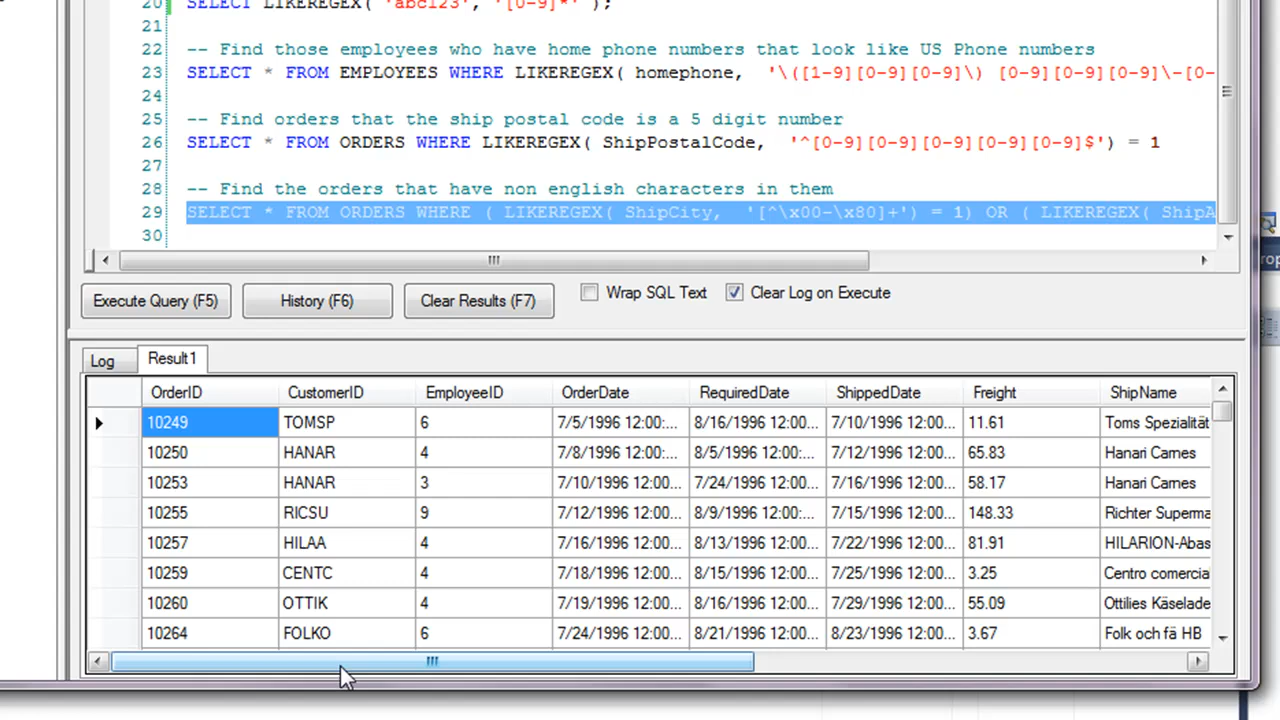 20 SELECT LIKEREGEX( 'abc123', '[0-9]*' );
21
22 -- Find those employees who have home phone numbers that look like US Phone numbers
23 SELECT * FROM EMPLOYEES WHERE LIKEREGEX( homephone, '\([1-9][0-9][0-9]\) [0-9][0-9][0-9]\-[0-
24
25 -- Find orders that the ship postal code is a 5 digit number
26 SELECT * FROM ORDERS WHERE LIKEREGEX( ShipPostalCode, '^[0-9][0-9][0-9][0-9][0-9]$') = 1
27
28 -- Find the orders that have non english characters in them
29 SELECT * FROM ORDERS WHERE ( LIKEREGEX( ShipCity, '[^\x00-\x80]+') = 1) OR ( LIKEREGEX( ShipA
30
Execute Query (F5) History (F6) Clear Results (F7) Wrap SQL Text Clear Log on Execute
Log Result1
OrderID CustomerID EmployeeID OrderDate RequiredDate ShippedDate Freight ShipName
10249 TOMSP 6 7/5/1996 12:00:... 8/16/1996 12:00... 7/10/1996 12:00... 11.61 Toms Spezialität
10250 HANAR 4 7/8/1996 12:00:... 8/5/1996 12:00:... 7/12/1996 12:00... 65.83 Hanari Carnes
10253 HANAR 3 7/10/1996 12:00... 7/24/1996 12:00... 7/16/1996 12:00... 58.17 Hanari Carnes
10255 RICSU 9 7/12/1996 12:00... 8/9/1996 12:00:... 7/15/1996 12:00... 148.33 Richter Superma
10257 HILAA 4 7/16/1996 12:00... 8/13/1996 12:00... 7/22/1996 12:00... 81.91 HILARION-Abas
10259 CENTC 4 7/18/1996 12:00... 8/15/1996 12:00... 7/25/1996 12:00... 3.25 Centro comercia
10260 OTTIK 4 7/19/1996 12:00... 8/16/1996 12:00... 7/29/1996 12:00... 55.09 Ottilies Käselade
10264 FOLKO 6 7/24/1996 12:00... 8/21/1996 12:00... 8/23/1996 12:00... 3.67 Folk och fä HB